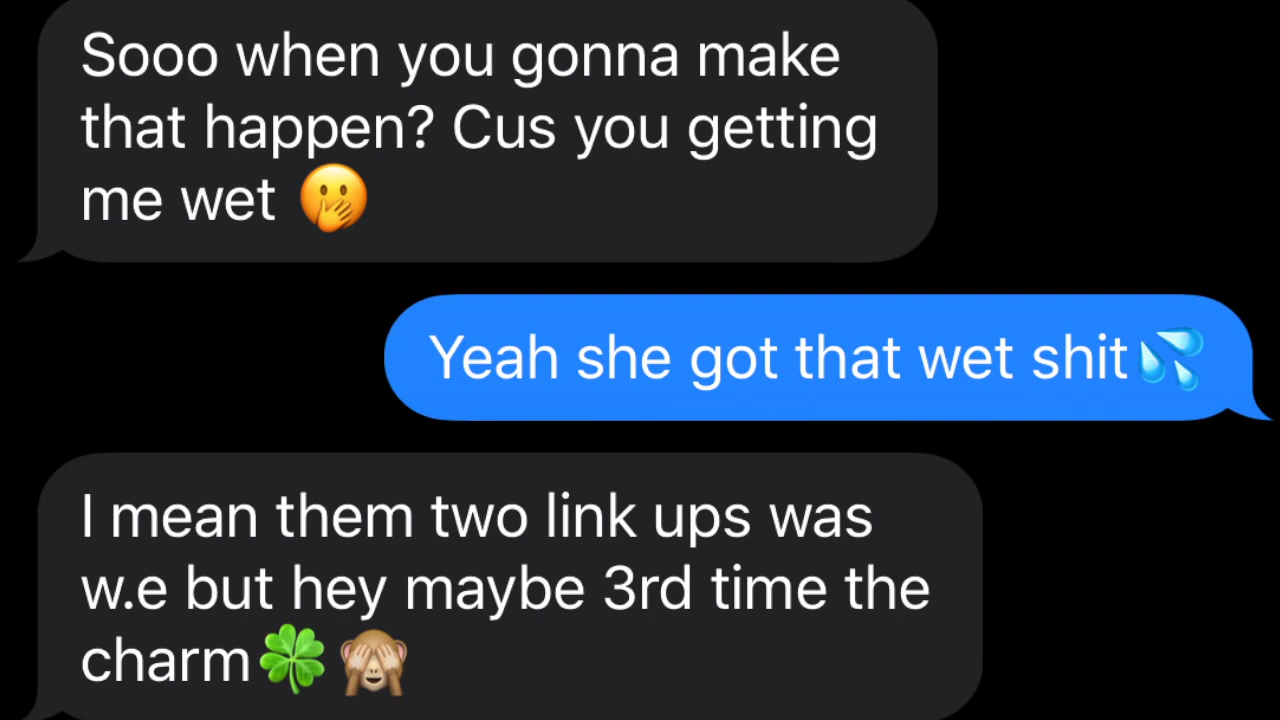 Sooo when you gonna make
that happen? Cus you getting
me wet 🤭
Yeah she got that wet shit💦
I mean them two link ups was
w.e but hey maybe 3rd time the
charm🍀🙈